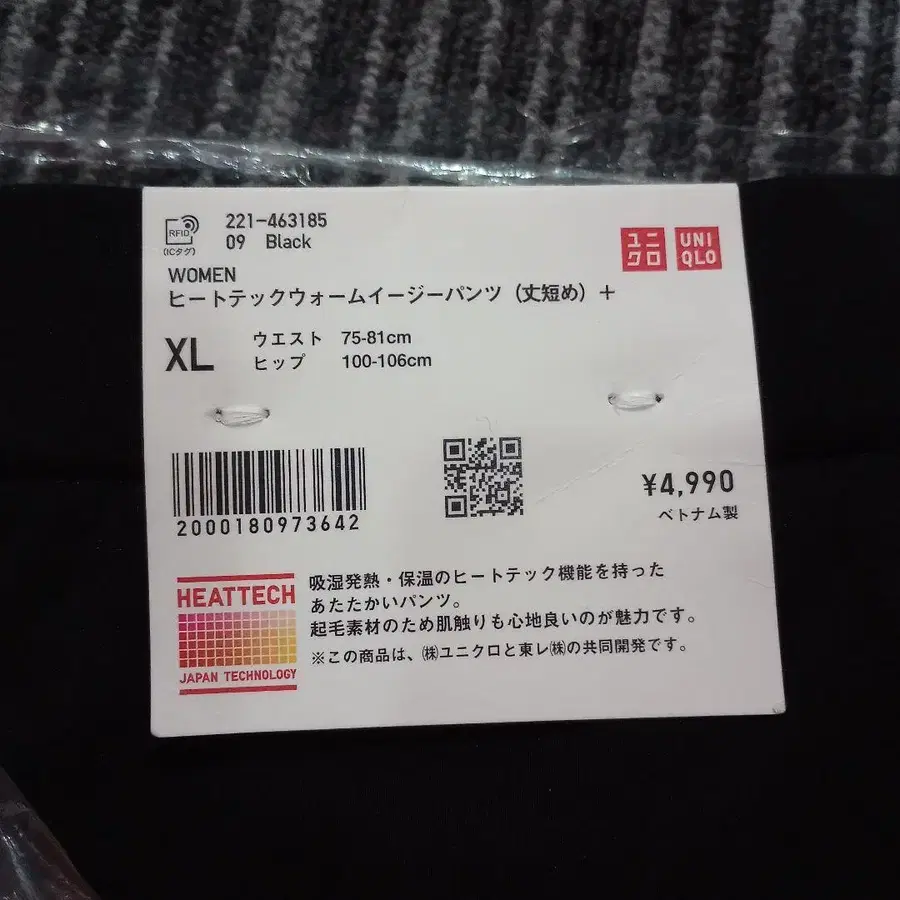 RFID
(ICタグ)
221-463185
09 Black
ユニクロ
UNIQLO
WOMEN
ヒートテックウォームイージーパンツ (丈短め) +
XL
ウエスト 75-81cm
ヒップ 100-106cm
2000180973642
¥4,990
ベトナム製
HEATTECH
JAPAN TECHNOLOGY
吸湿発熱・保温のヒートテック機能を持った
あたたかいパンツ。
起毛素材のため肌触りも心地良いのが魅力です。
※この商品は、㈱ユニクロと東レ㈱の共同開発です。